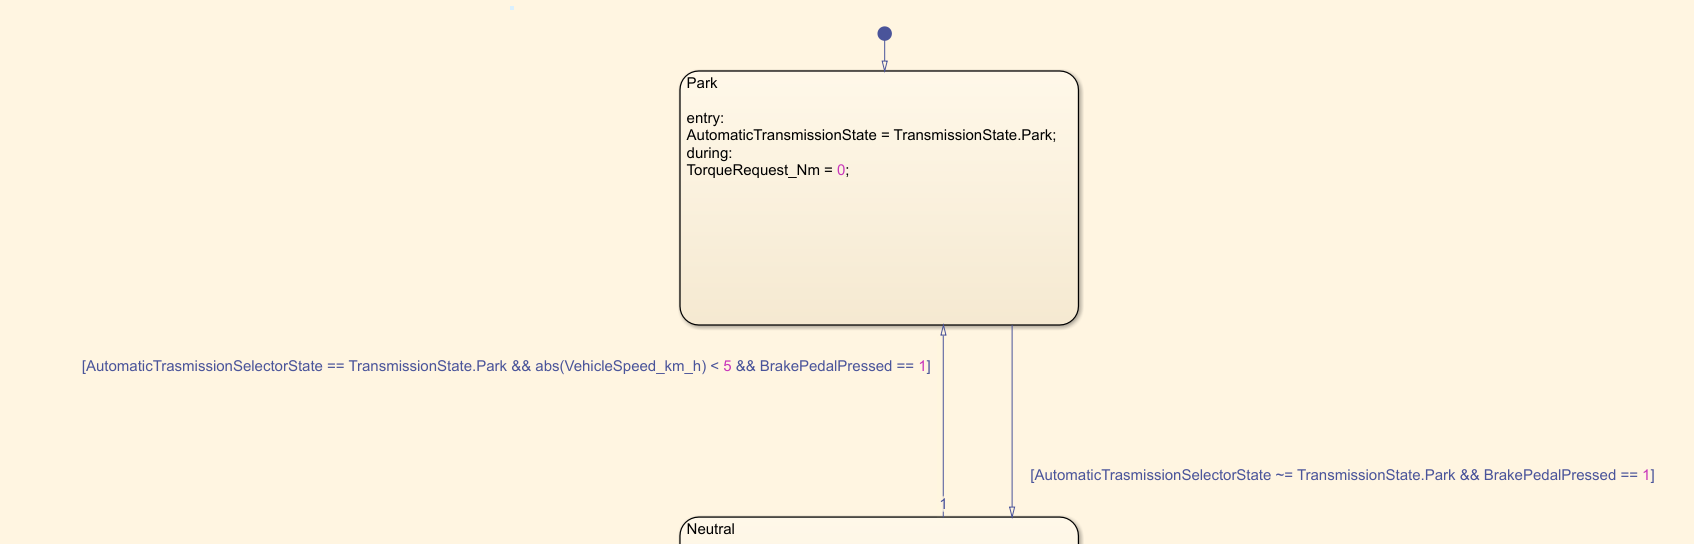 Park
entry:
AutomaticTransmissionState = TransmissionState.Park;
during:
TorqueRequest_Nm = 0;
[AutomaticTrasmissionSelectorState == TransmissionState.Park && abs(VehicleSpeed_km_h) < 5 && BrakePedalPressed == 1]
[AutomaticTrasmissionSelectorState ~= TransmissionState.Park && BrakePedalPressed == 1]
1
Neutral